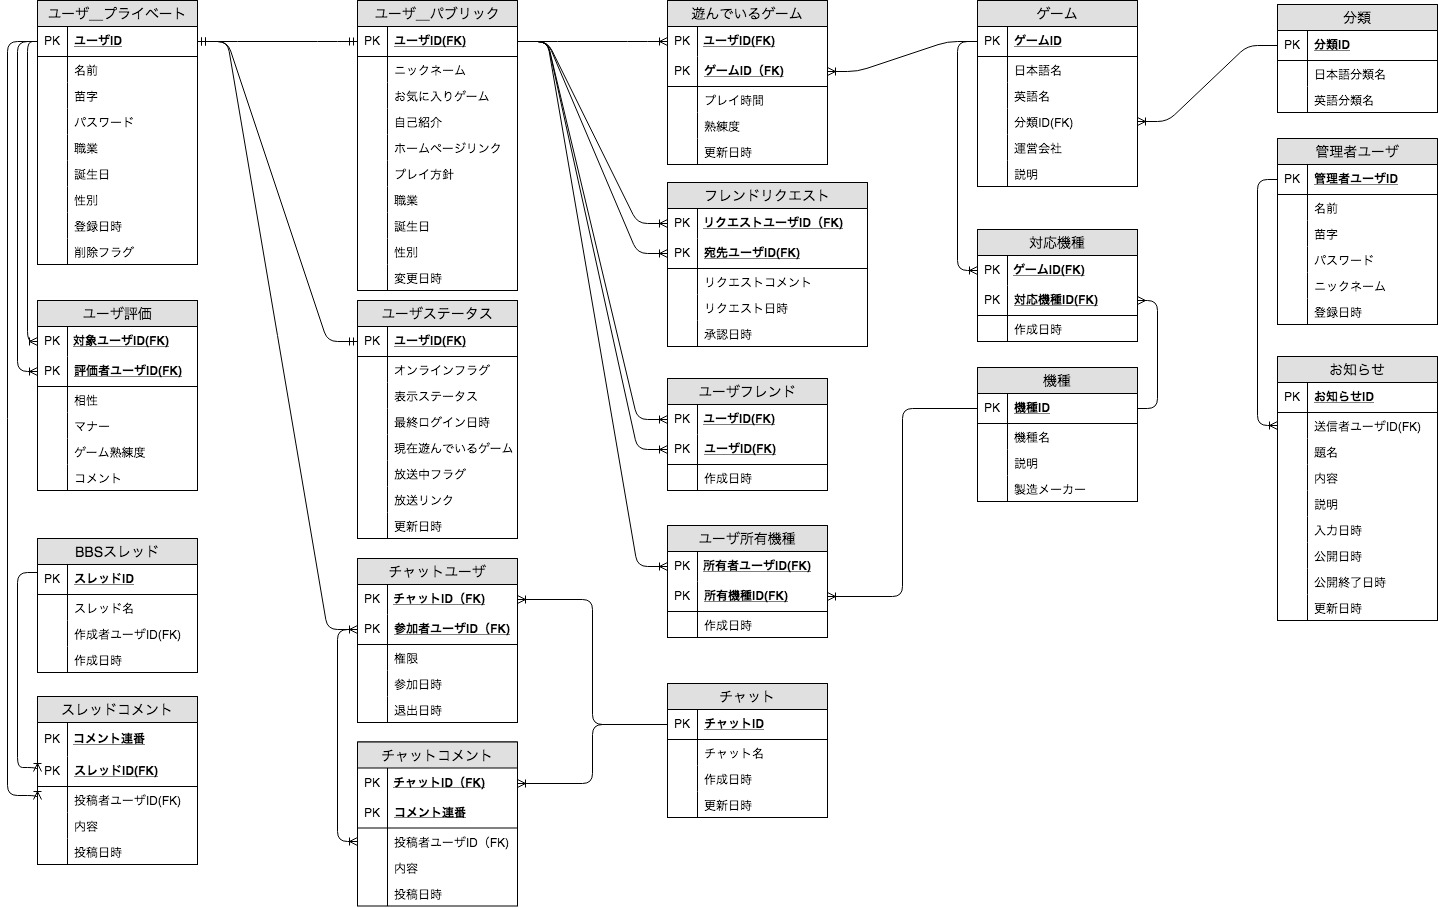 ユーザ__プライベート
PK ユーザID
名前
苗字
パスワード
職業
誕生日
性別
登録日時
削除フラグ
ユーザ評価
PK 対象ユーザID(FK)
PK 評価者ユーザID(FK)
相性
マナー
ゲーム熟練度
コメント
BBSスレッド
PK スレッドID
スレッド名
作成者ユーザID(FK)
作成日時
スレッドコメント
PK コメント連番
PK スレッドID(FK)
投稿者ユーザID(FK)
内容
投稿日時
ユーザ__パブリック
PK ユーザID(FK)
ニックネーム
お気に入りゲーム
自己紹介
ホームページリンク
プレイ方針
職業
誕生日
性別
変更日時
ユーザステータス
PK ユーザID(FK)
オンラインフラグ
表示ステータス
最終ログイン日時
現在遊んでいるゲーム
放送中フラグ
放送リンク
更新日時
チャットユーザ
PK チャットID（FK)
PK 参加者ユーザID（FK)
権限
参加日時
退出日時
チャットコメント
PK チャットID（FK)
PK コメント連番
投稿者ユーザID（FK)
内容
投稿日時
遊んでいるゲーム
PK ユーザID(FK)
PK ゲームID（FK)
プレイ時間
熟練度
更新日時
フレンドリクエスト
PK リクエストユーザID（FK)
PK 宛先ユーザID(FK)
リクエストコメント
リクエスト日時
承認日時
ユーザフレンド
PK ユーザID(FK)
PK ユーザID(FK)
作成日時
ユーザ所有機種
PK 所有者ユーザID(FK)
PK 所有機種ID(FK)
作成日時
チャット
PK チャットID
チャット名
作成日時
更新日時
ゲーム
PK ゲームID
日本語名
英語名
分類ID(FK)
運営会社
説明
対応機種
PK ゲームID(FK)
PK 対応機種ID(FK)
作成日時
機種
PK 機種ID
機種名
説明
製造メーカー
分類
PK 分類ID
日本語分類名
英語分類名
管理者ユーザ
PK 管理者ユーザID
名前
苗字
パスワード
ニックネーム
登録日時
お知らせ
PK お知らせID
送信者ユーザID(FK)
題名
内容
説明
入力日時
公開日時
公開終了日時
更新日時